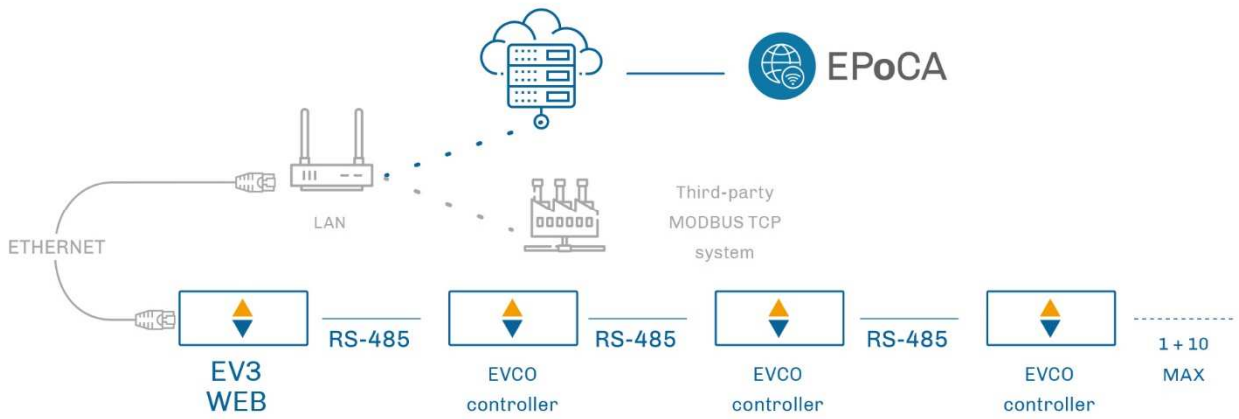 EPoCA
LAN
Third-party
MODBUS TCP
system
ETHERNET
RS-485
RS-485
RS-485
1 + 10
MAX
EV3
WEB
EVCO
controller
EVCO
controller
EVCO
controller